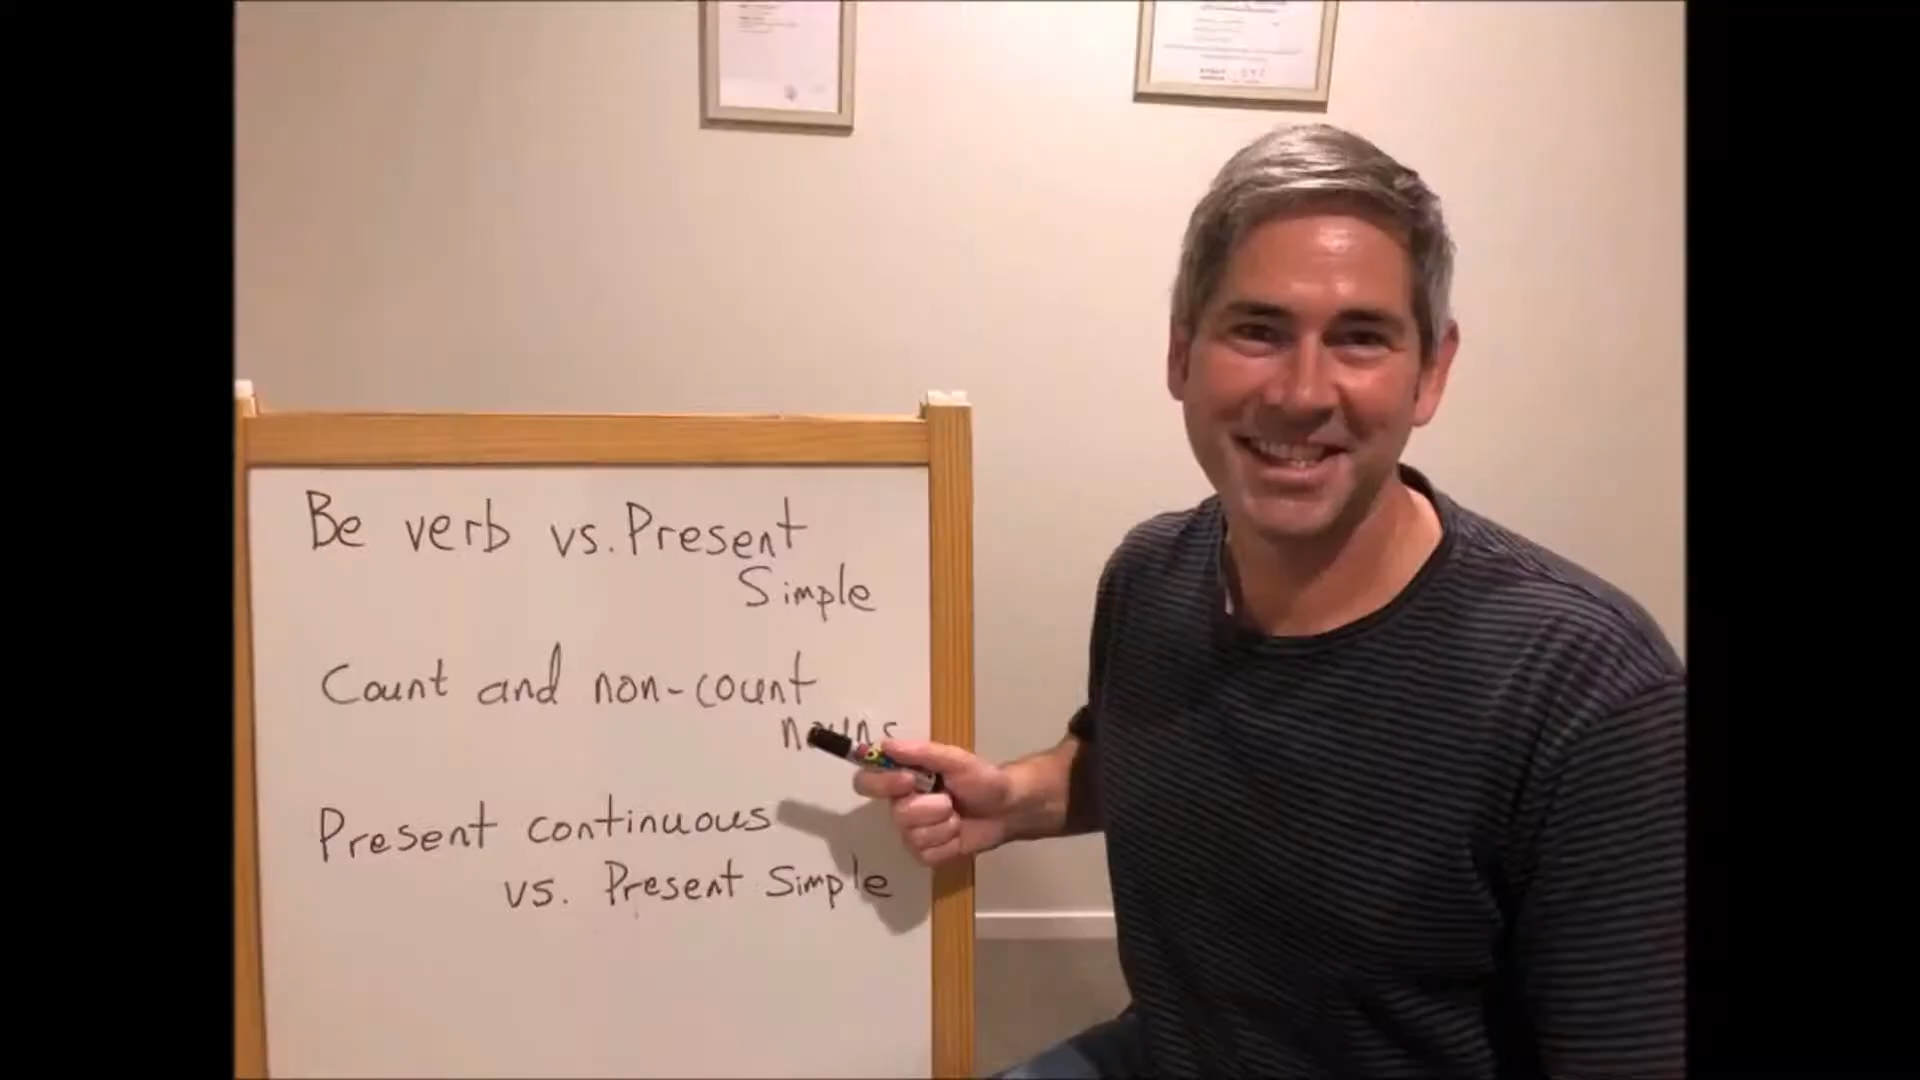 Be verb vs. Present
Simple
Count and non-count
nouns
Present continuous
vs. Present Simple